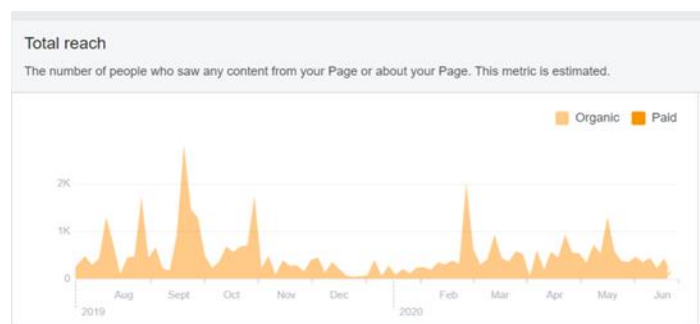 Total reach
The number of people who saw any content from your Page or about your Page. This metric is estimated.
Organic Paid
2K
1K
0
Aug Sept Oct Nov Dec Feb Mar Apr May Jun
2019 2020